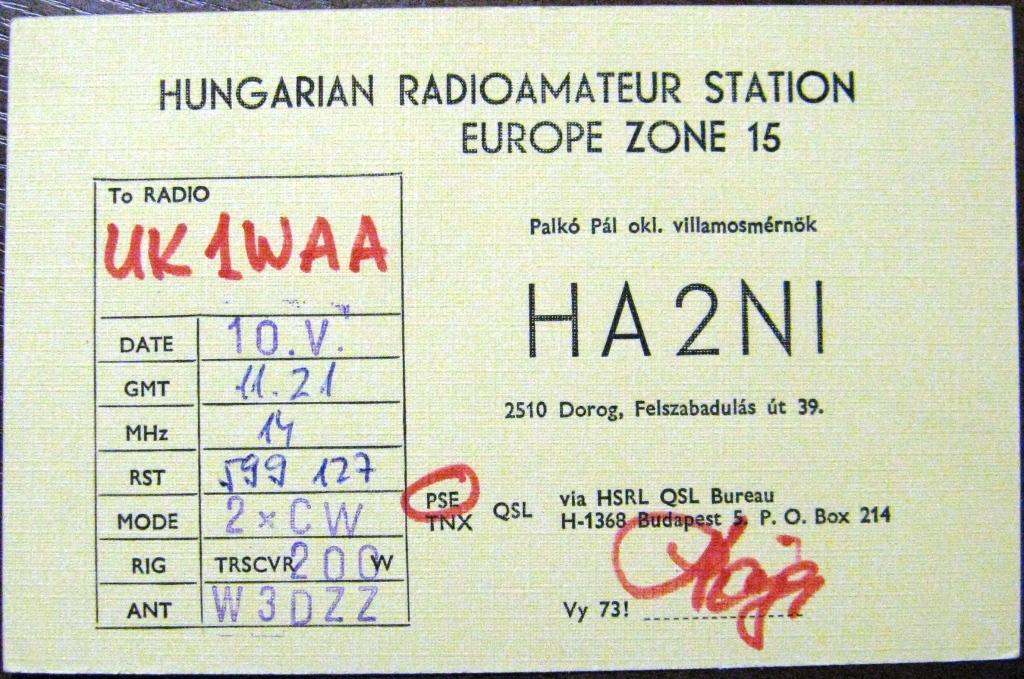 HUNGARIAN RADIOAMATEUR STATION
EUROPE ZONE 15
To RADIO
UK1WAA
DATE 10.V.
GMT 11.21
MHz 14
RST 599 127
MODE 2×CW
RIG TRSCVR 200 W
ANT W3DZZ
Palkó Pál okl. villamosmérnök
HA2NI
2510 Dorog, Felszabadulás út 39.
PSE
TNX
QSL
via HSRL QSL Bureau
H-1368 Budapest 5. P. O. Box 214
Vy 73!